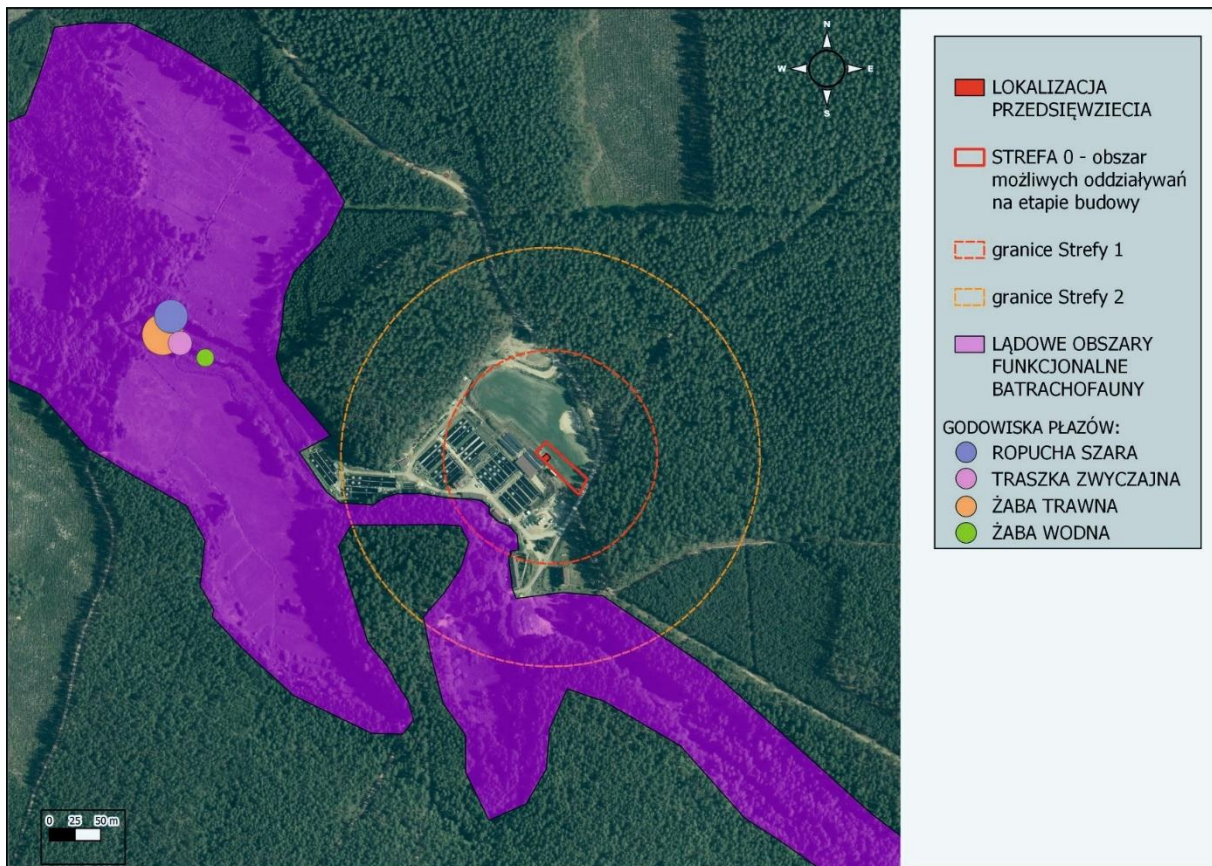 N
W E
S
LOKALIZACJA
PRZEDSIĘWZIECIA
STREFA 0 - obszar
możliwych oddziaływań
na etapie budowy
granice Strefy 1
granice Strefy 2
LĄDOWE OBSZARY
FUNKCJONALNE
BATRACHOFAUNY
GODOWISKA PŁAZÓW:
ROPUCHA SZARA
TRASZKA ZWYCZAJNA
ŻABA TRAWNA
ŻABA WODNA
0 25 50 m